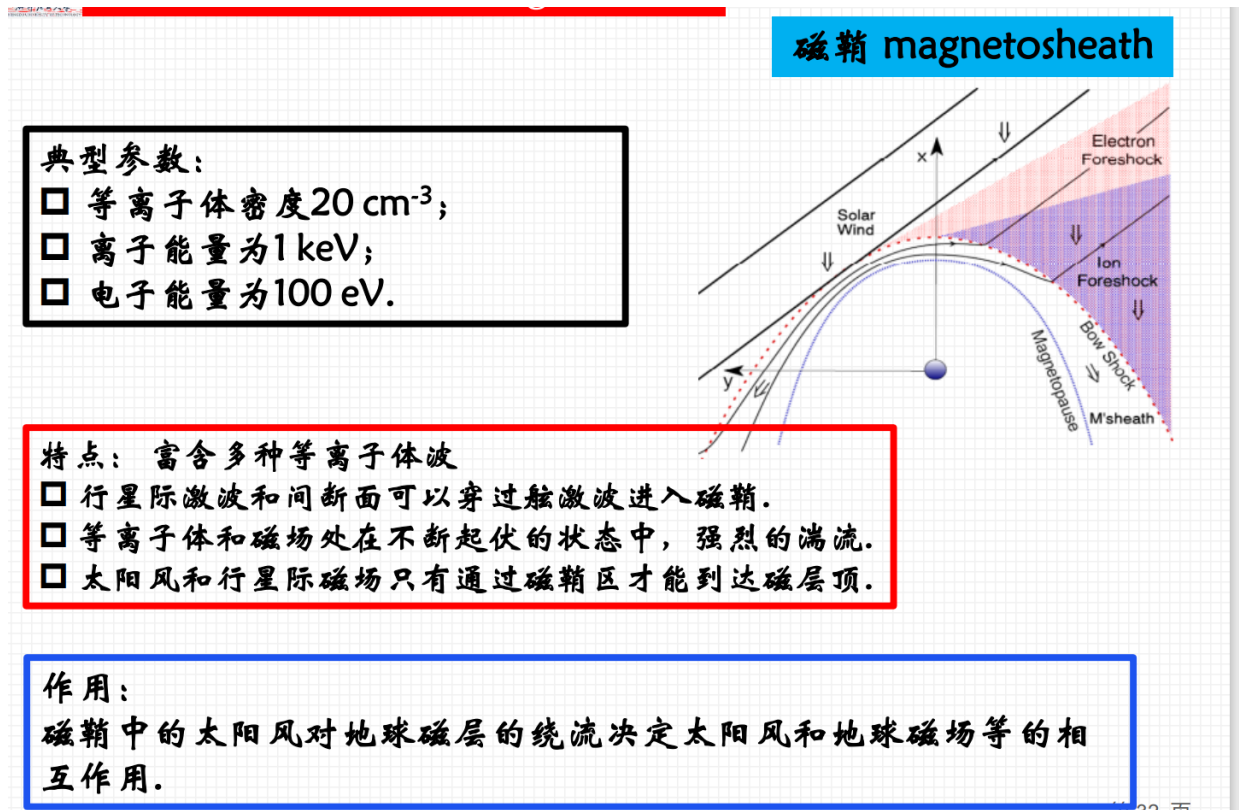 磁鞘 magnetosheath
典型参数:
等离子体密度20 cm-3;
离子能量为1 keV;
电子能量为100 eV.
Electron
Foreshock
x
Solar
Wind
Ion
Foreshock
y
Magnetopause
Bow Shock
M'sheath
特点: 富含多种等离子体波
行星际激波和间断面可以穿过舷激波进入磁鞘.
等离子体和磁场处在不断起伏的状态中, 强烈的湍流.
太阳风和行星际磁场只有通过磁鞘区才能到达磁层顶.
作用:
磁鞘中的太阳风对地球磁层的绕流决定太阳风和地球磁场等的相
互作用.